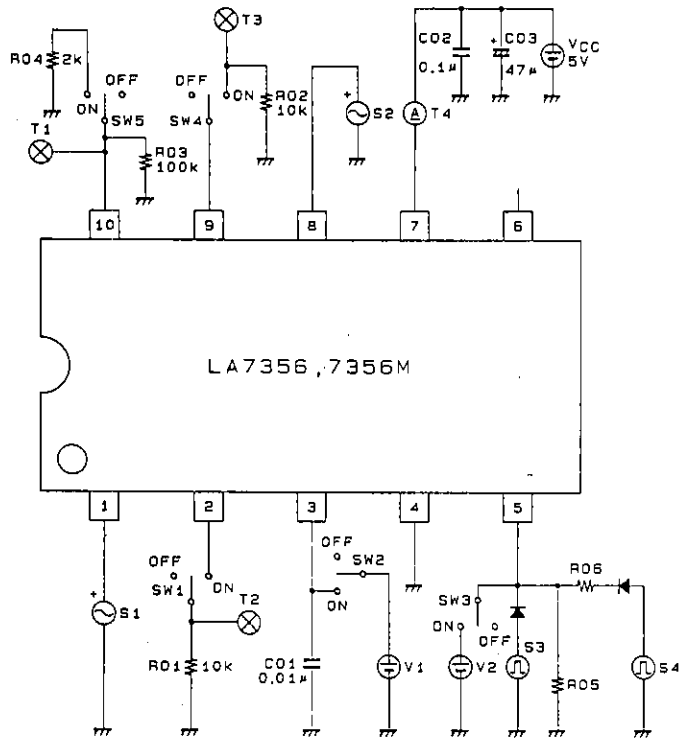 T3
R04
2k
OFF
ON
SW5
T1
R03
100k
OFF
ON
SW4
R02
10k
+
S2
C02
0.1μ
+
C03
47μ
VCC
5V
A
T4
10
9
8
7
6
LA7356,7356M
1
2
3
4
5
+
S1
OFF
SW1
ON
T2
R01
10k
OFF
SW2
ON
C01
0.01μ
V1
SW3
ON
OFF
V2
S3
R06
R05
S4